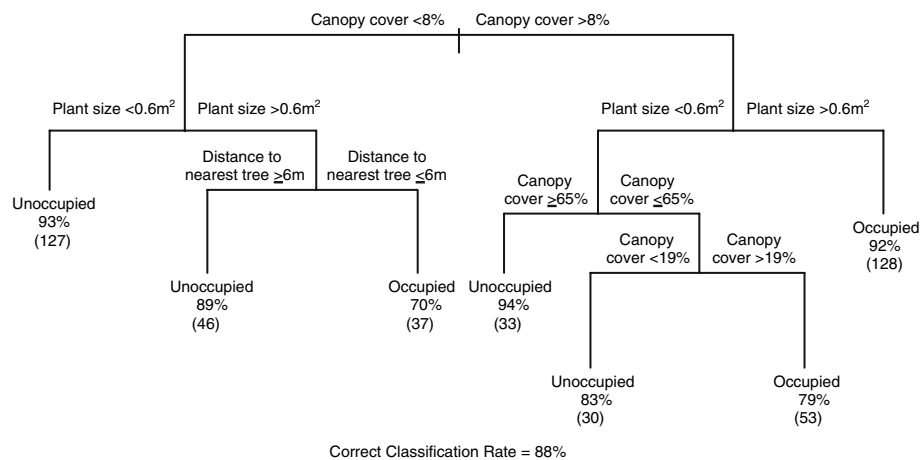 Canopy cover <8% Canopy cover >8%
Plant size <0.6m² Plant size >0.6m²
Plant size <0.6m² Plant size >0.6m²
Distance to
nearest tree ≥6m
Distance to
nearest tree ≤6m
Canopy
cover ≥65%
Canopy
cover ≤65%
Unoccupied
93%
(127)
Occupied
92%
(128)
Canopy
cover <19%
Canopy
cover >19%
Unoccupied
89%
(46)
Occupied
70%
(37)
Unoccupied
94%
(33)
Unoccupied
83%
(30)
Occupied
79%
(53)
Correct Classification Rate = 88%